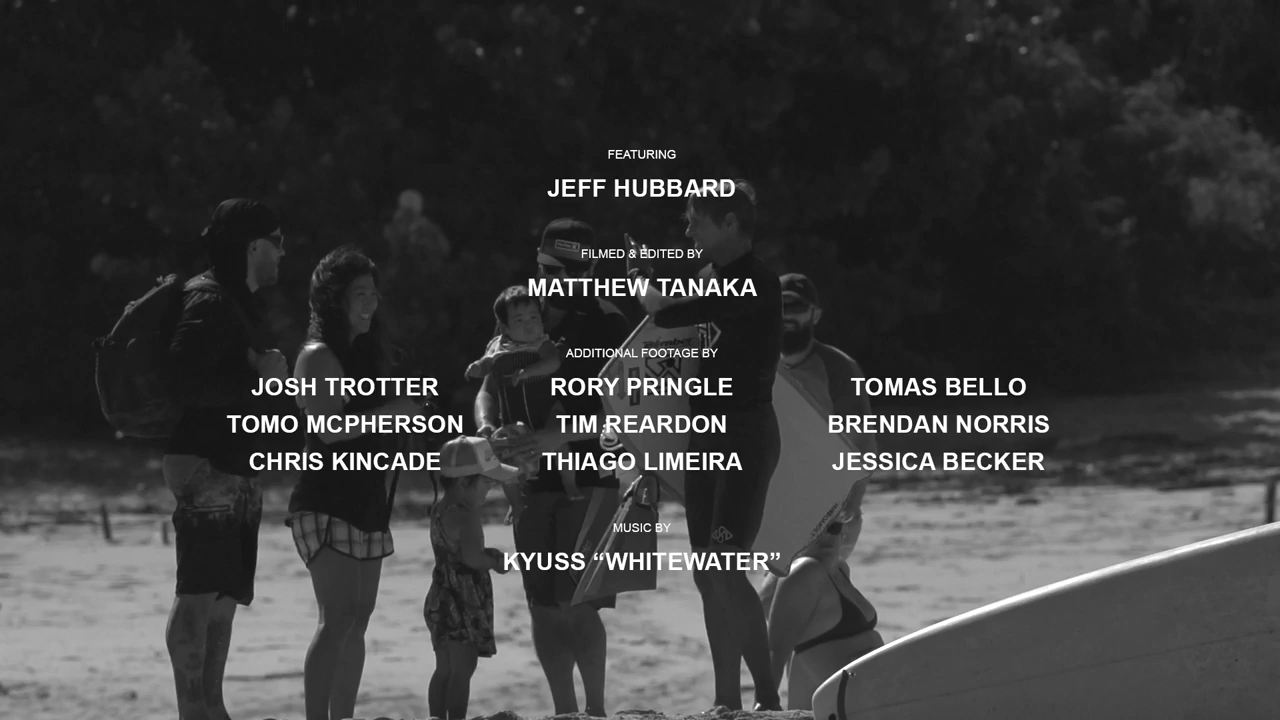 FEATURING
JEFF HUBBARD
FILMED & EDITED BY
MATTHEW TANAKA
ADDITIONAL FOOTAGE BY
JOSH TROTTER RORY PRINGLE TOMAS BELLO
TOMO MCPHERSON TIM REARDON BRENDAN NORRIS
CHRIS KINCADE THIAGO LIMEIRA JESSICA BECKER
MUSIC BY
KYUSS “WHITEWATER”